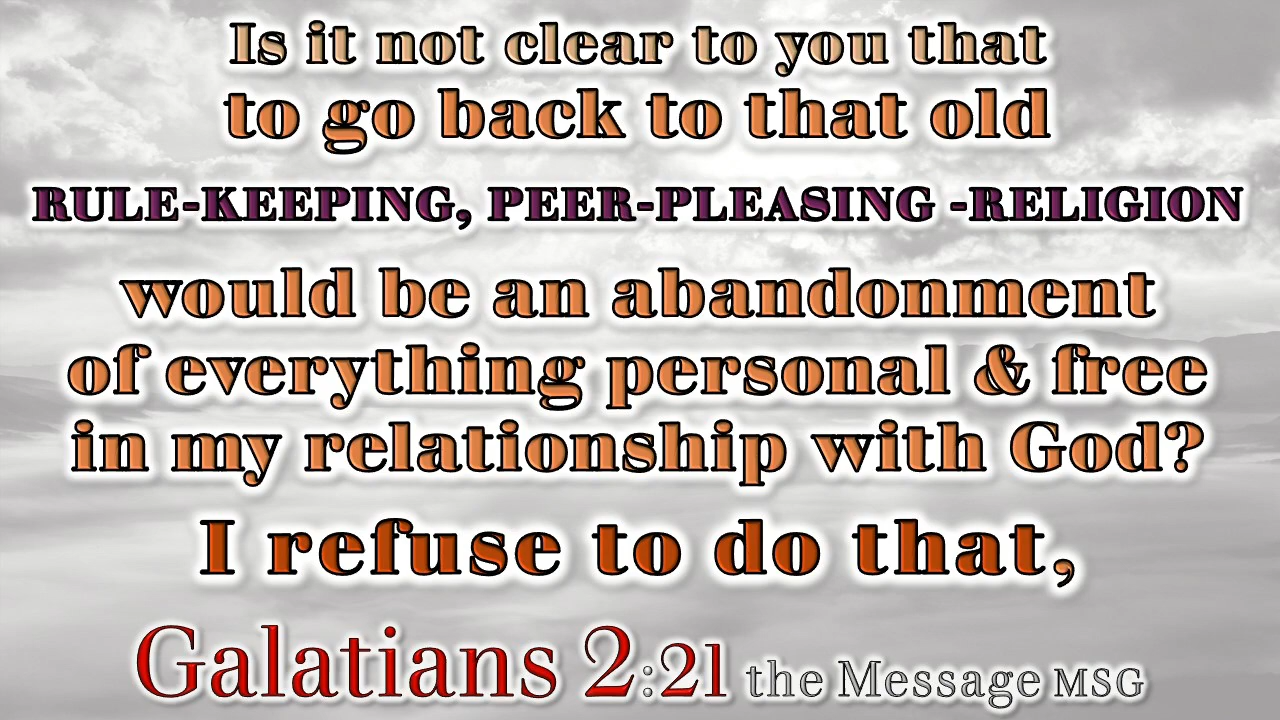 Is it not clear to you that
to go back to that old
RULE-KEEPING, PEER-PLEASING -RELIGION
would be an abandonment
of everything personal & free
in my relationship with God?
I refuse to do that,
Galatians 2:21 the Message MSG